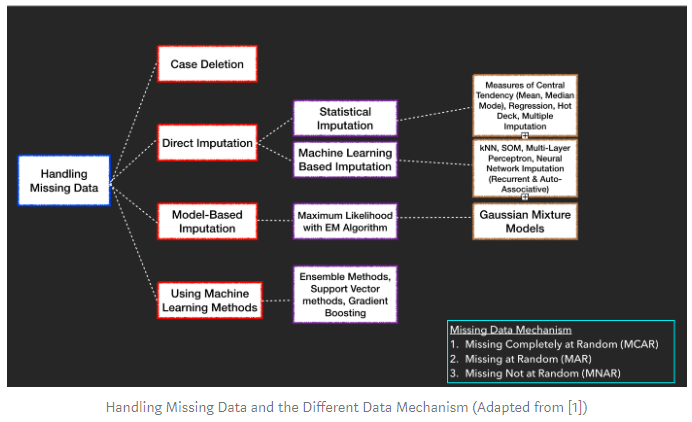 Case Deletion
Measures of Central
Tendency (Mean, Median
Mode), Regression, Hot
Deck, Multiple
Imputation
Statistical
Imputation
Direct Imputation
Machine Learning
Based Imputation
kNN, SOM, Multi-Layer
Perceptron, Neural
Network Imputation
(Recurrent & Auto-
Associative)
Handling
Missing Data
Model-Based
Imputation
Maximum Likelihood
with EM Algorithm
Gaussian Mixture
Models
Using Machine
Learning Methods
Ensemble Methods,
Support Vector
methods, Gradient
Boosting
Missing Data Mechanism
1. Missing Completely at Random (MCAR)
2. Missing at Random (MAR)
3. Missing Not at Random (MNAR)
Handling Missing Data and the Different Data Mechanism (Adapted from [1])